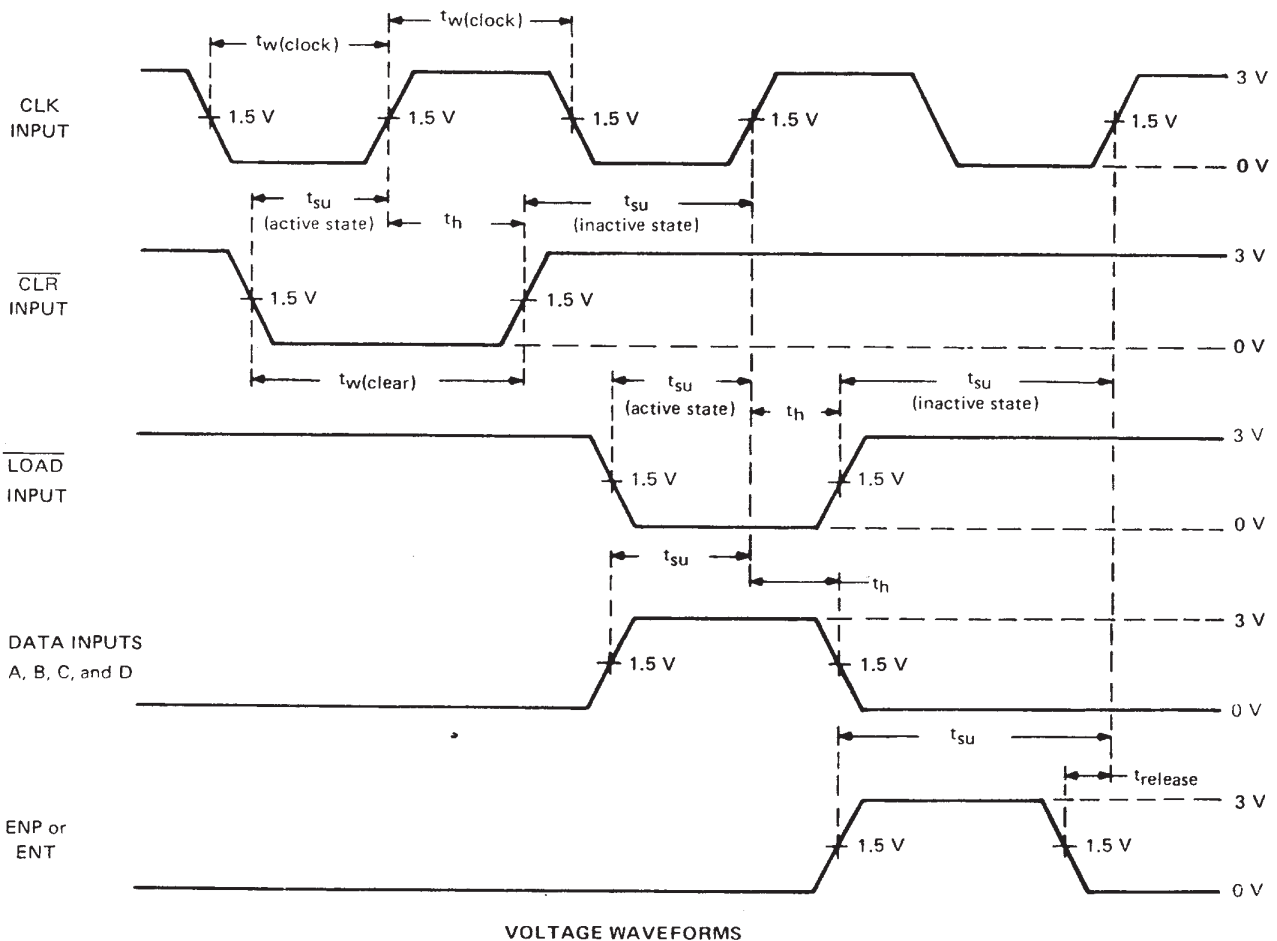 tw(clock)
tw(clock)
CLK
INPUT
1.5 V
1.5 V
1.5 V
1.5 V
1.5 V
3 V
0 V
tsu
(active state)
th
tsu
(inactive state)
CLR
INPUT
1.5 V
1.5 V
3 V
0 V
tw(clear)
tsu
(active state)
th
tsu
(inactive state)
LOAD
INPUT
1.5 V
1.5 V
3 V
0 V
tsu
th
DATA INPUTS
A, B, C, and D
1.5 V
1.5 V
3 V
0 V
tsu
trelease
ENP or
ENT
1.5 V
1.5 V
3 V
0 V
VOLTAGE WAVEFORMS